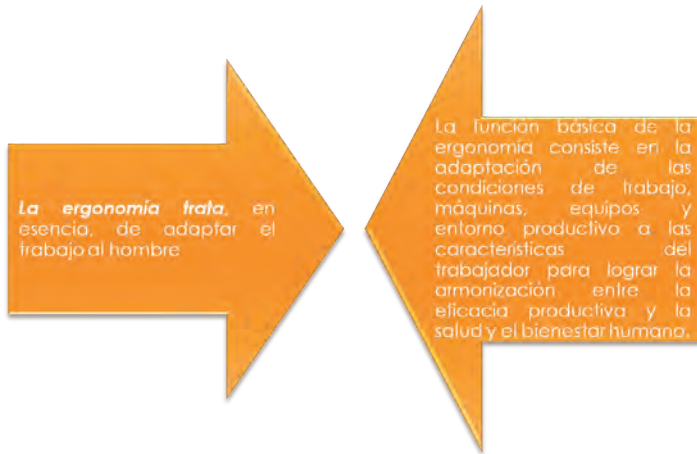 La ergonomía trata, en
esencia, de adaptar el
trabajo al hombre
La función básica de la
ergonomía consiste en la
adaptación de las
condiciones de trabajo,
máquinas, equipos y
entorno productivo a las
características del
trabajador para lograr la
armonización entre la
eficacia productiva y la
salud y el bienestar humano.